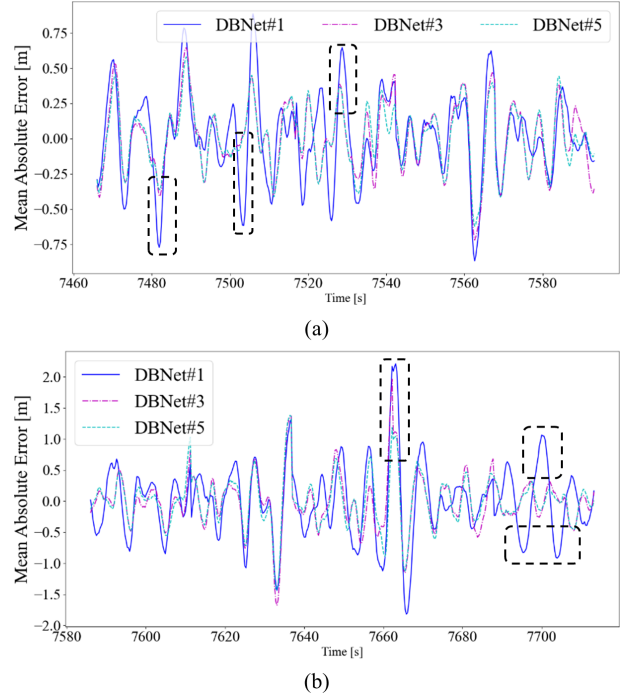 DBNet#1 DBNet#3 DBNet#5
Mean Absolute Error [m]
0.75
0.50
0.25
0.00
−0.25
−0.50
−0.75
7460 7480 7500 7520 7540 7560 7580
Time [s]
(a)
DBNet#1
DBNet#3
DBNet#5
Mean Absolute Error [m]
2.0
1.5
1.0
0.5
0.0
−0.5
−1.0
−1.5
−2.0
7580 7600 7620 7640 7660 7680 7700
Time [s]
(b)